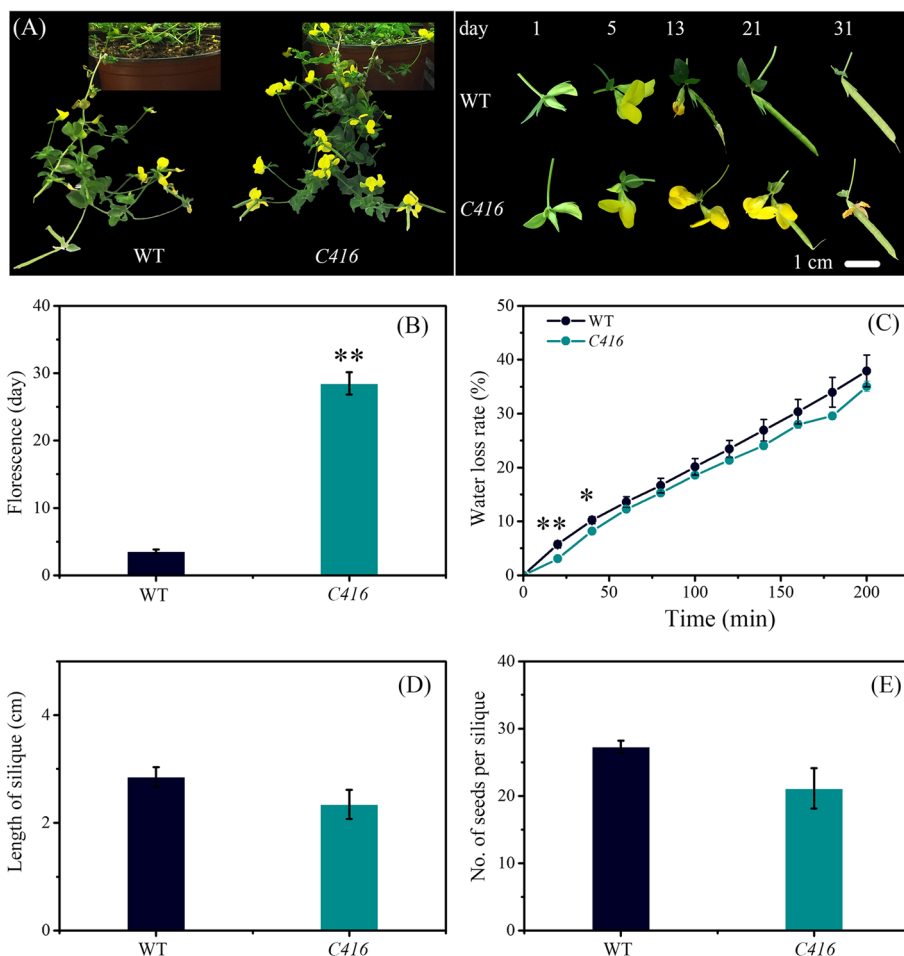 (A)
WT
C416
day 1 5 13 21 31
WT
C416
1 cm
(B)
Florescence (day)
40
30
20
10
0
**
WT
C416
(C)
Water loss rate (%)
50
40
30
20
10
0
WT
C416
**
*
0 50 100 150 200
Time (min)
(D)
Length of silique (cm)
4
2
0
WT
C416
(E)
No. of seeds per silique
40
30
20
10
0
WT
C416